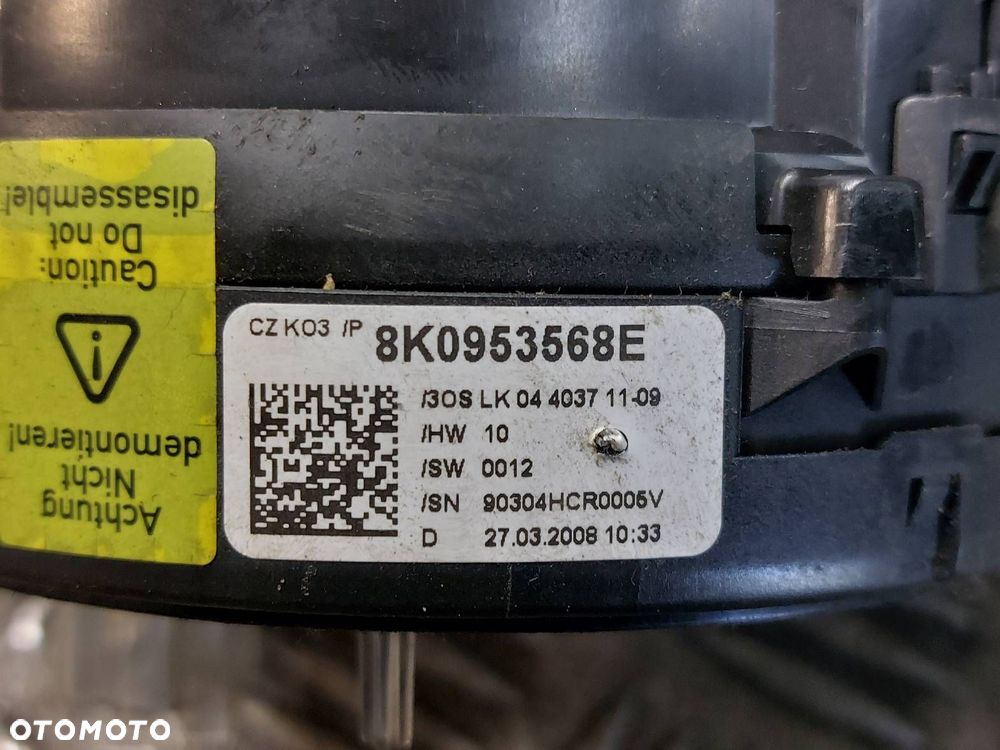 CZ K03 /P 8K0953568E
/3OS LK 04 4037 11-09
/HW 10
/SW 0012
/SN 90304HCR0005V
D 27.03.2008 10:33
Achtung
Nicht
demontieren!
Caution:
Do not
disassemble!
OTOMOTO